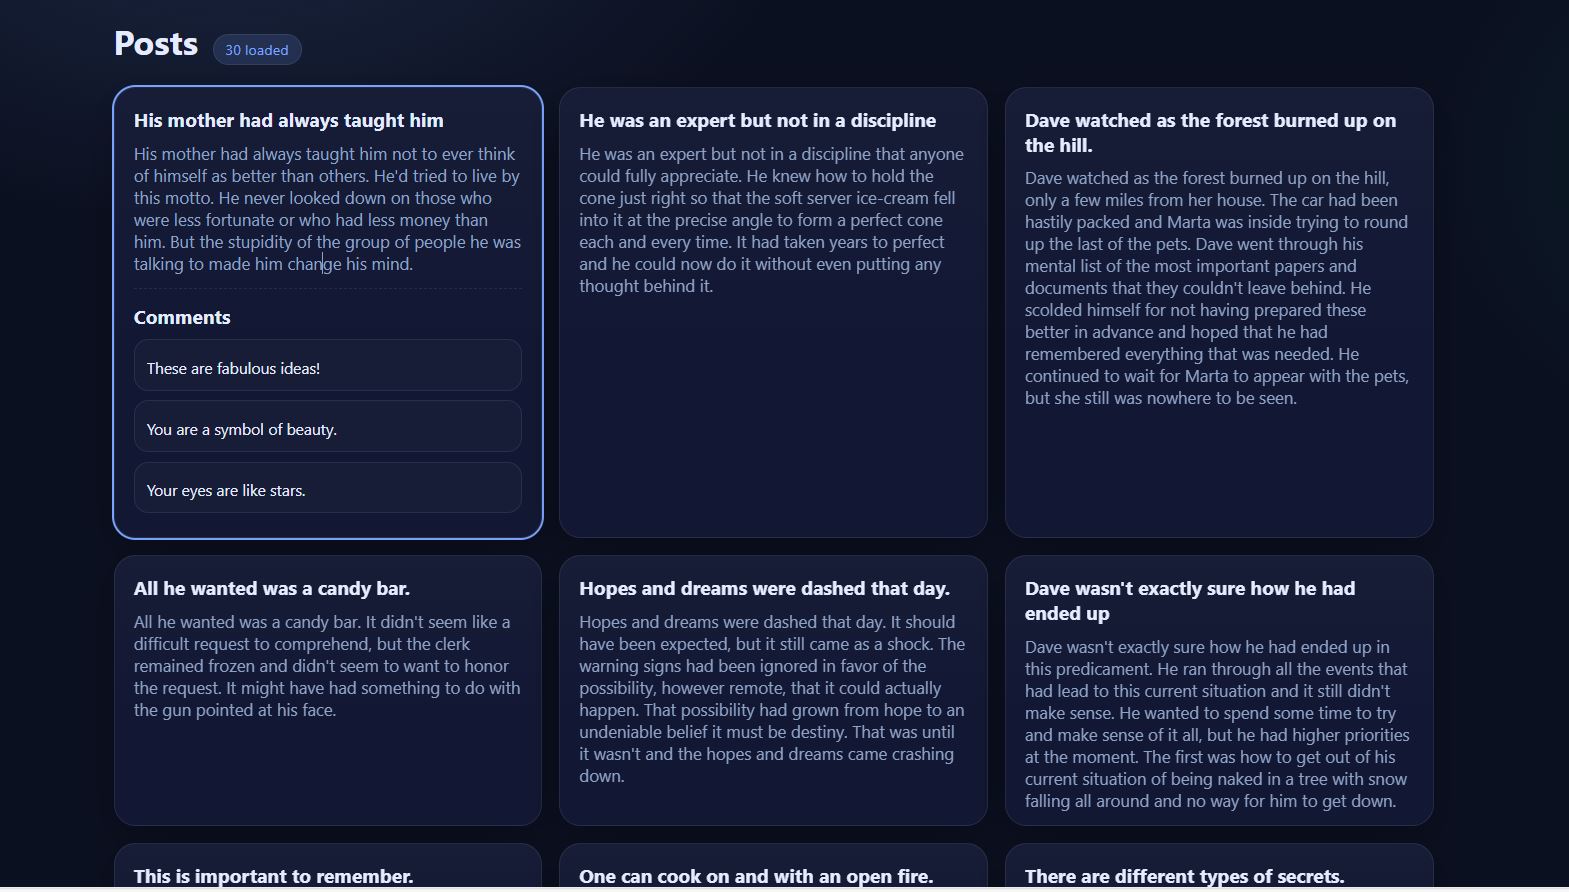 Posts
30 loaded
His mother had always taught him
His mother had always taught him not to ever think
of himself as better than others. He'd tried to live by
this motto. He never looked down on those who
were less fortunate or who had less money than
him. But the stupidity of the group of people he was
talking to made him change his mind.
Comments
These are fabulous ideas!
You are a symbol of beauty.
Your eyes are like stars.
He was an expert but not in a discipline
He was an expert but not in a discipline that anyone
could fully appreciate. He knew how to hold the
cone just right so that the soft server ice-cream fell
into it at the precise angle to form a perfect cone
each and every time. It had taken years to perfect
and he could now do it without even putting any
thought behind it.
Dave watched as the forest burned up on
the hill.
Dave watched as the forest burned up on the hill,
only a few miles from her house. The car had been
hastily packed and Marta was inside trying to round
up the last of the pets. Dave went through his
mental list of the most important papers and
documents that they couldn't leave behind. He
scolded himself for not having prepared these
better in advance and hoped that he had
remembered everything that was needed. He
continued to wait for Marta to appear with the pets,
but she still was nowhere to be seen.
All he wanted was a candy bar.
All he wanted was a candy bar. It didn't seem like a
difficult request to comprehend, but the clerk
remained frozen and didn't seem to want to honor
the request. It might have had something to do with
the gun pointed at his face.
Hopes and dreams were dashed that day.
Hopes and dreams were dashed that day. It should
have been expected, but it still came as a shock. The
warning signs had been ignored in favor of the
possibility, however remote, that it could actually
happen. That possibility had grown from hope to an
undeniable belief it must be destiny. That was until
it wasn't and the hopes and dreams came crashing
down.
Dave wasn't exactly sure how he had
ended up
Dave wasn't exactly sure how he had ended up in
this predicament. He ran through all the events that
had lead to this current situation and it still didn't
make sense. He wanted to spend some time to try
and make sense of it all, but he had higher priorities
at the moment. The first was how to get out of his
current situation of being naked in a tree with snow
falling all around and no way for him to get down.
This is important to remember.
One can cook on and with an open fire.
There are different types of secrets.